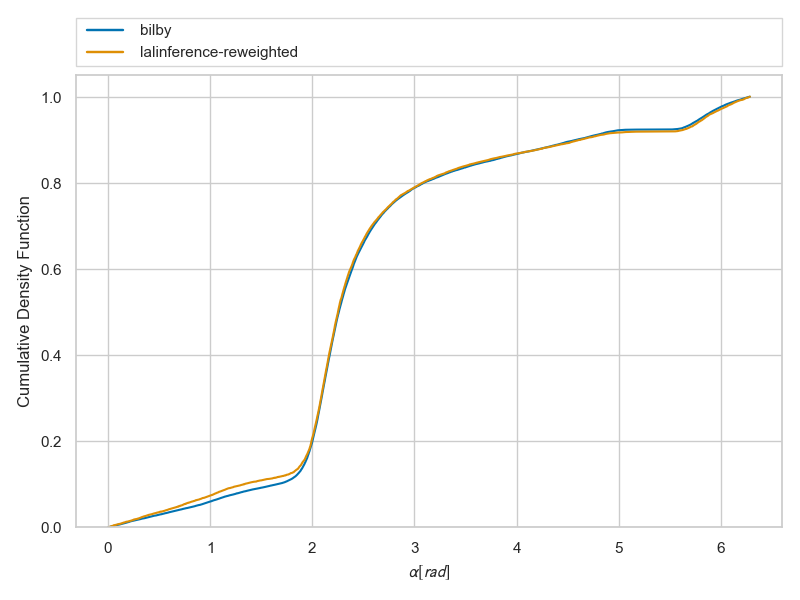 bilby
lalinference-reweighted
1.0
0.8
0.6
0.4
0.2
0.0
Cumulative Density Function
0 1 2 3 4 5 6
α[rad]